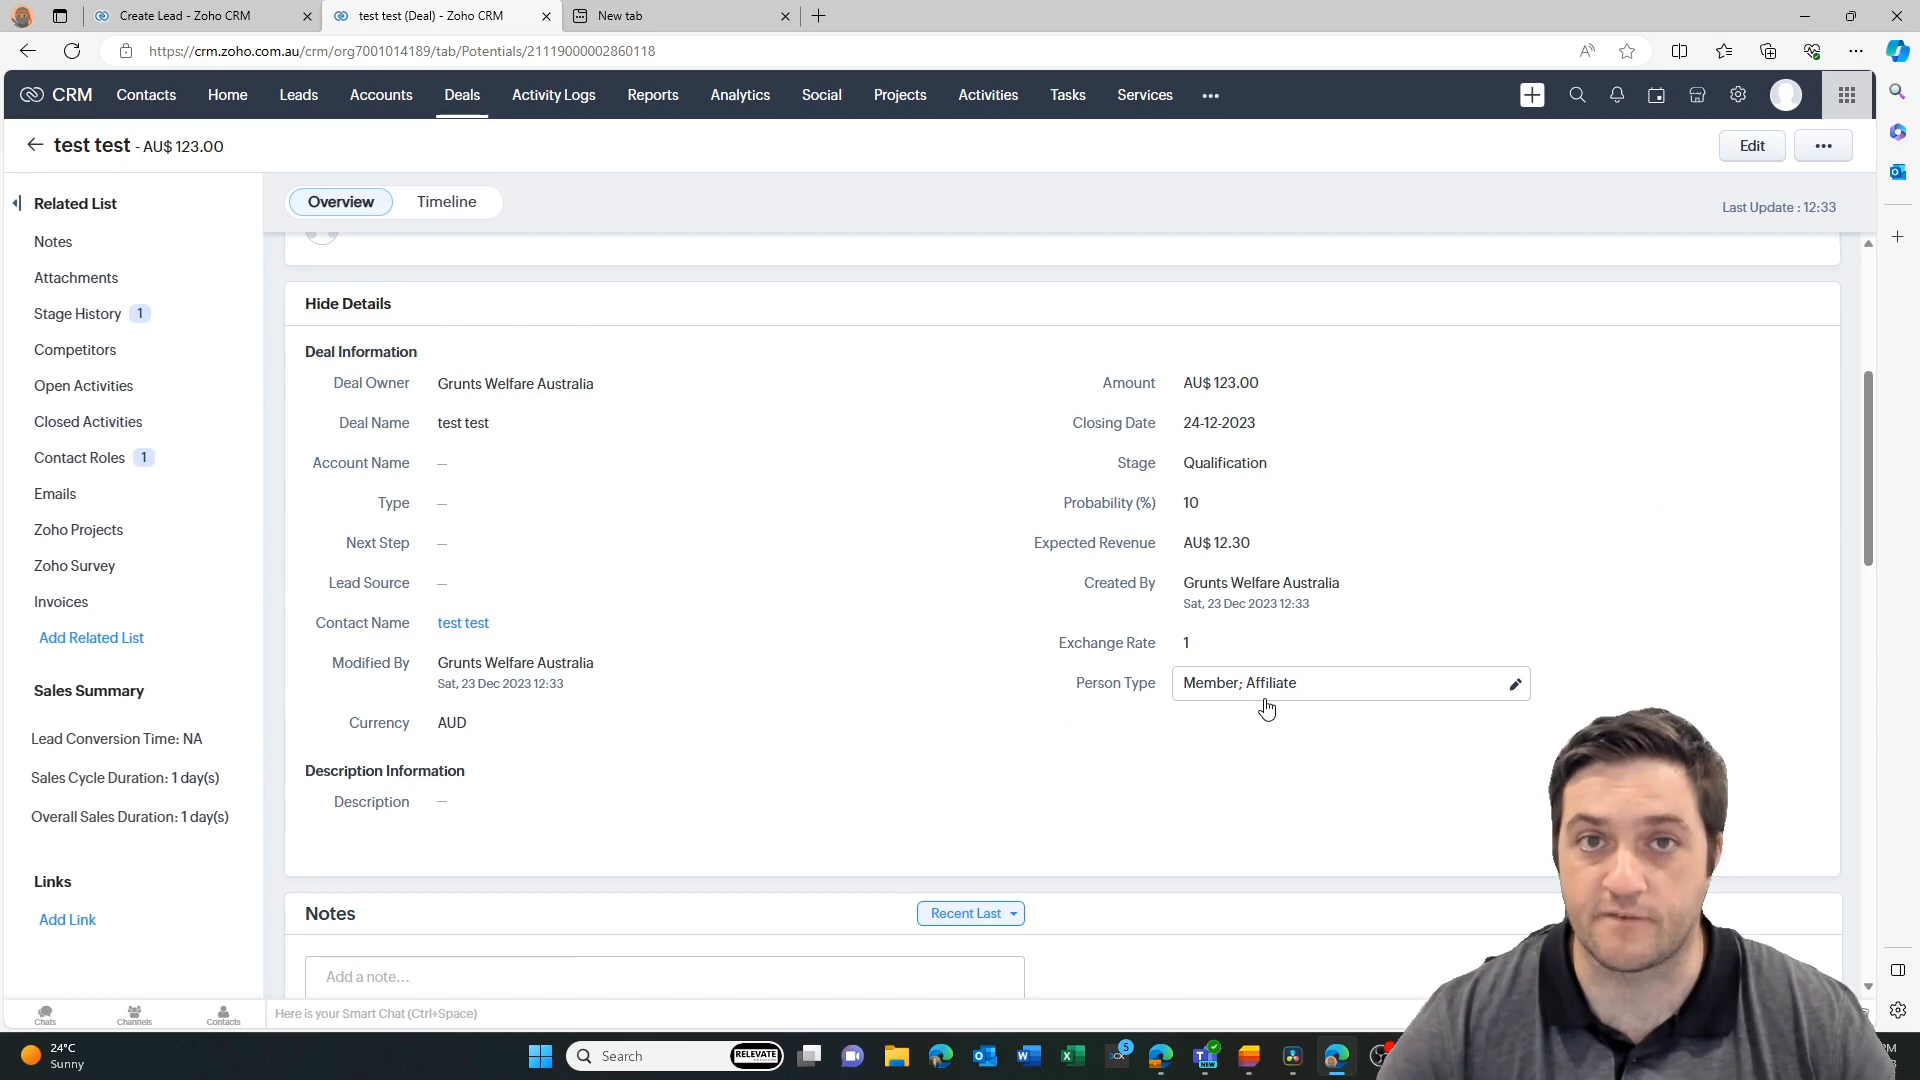 Create Lead - Zoho CRM
test test (Deal) - Zoho CRM
New tab
https://crm.zoho.com.au/crm/org7001014189/tab/Potentials/21119000002860118
CRM Contacts Home Leads Accounts Deals Activity Logs Reports Analytics Social Projects Activities Tasks Services
test test - AU$ 123.00
Edit
Related List
Overview Timeline
Last Update : 12:33
Notes
Attachments
Stage History 1
Competitors
Open Activities
Closed Activities
Contact Roles 1
Emails
Zoho Projects
Zoho Survey
Invoices
Add Related List
Sales Summary
Lead Conversion Time: NA
Sales Cycle Duration: 1 day(s)
Overall Sales Duration: 1 day(s)
Links
Add Link
Hide Details
Deal Information
Deal Owner Grunts Welfare Australia
Deal Name test test
Account Name —
Type —
Next Step —
Lead Source —
Contact Name test test
Modified By Grunts Welfare Australia
Sat, 23 Dec 2023 12:33
Currency AUD
Amount AU$ 123.00
Closing Date 24-12-2023
Stage Qualification
Probability (%) 10
Expected Revenue AU$ 12.30
Created By Grunts Welfare Australia
Sat, 23 Dec 2023 12:33
Exchange Rate 1
Person Type Member; Affiliate
Description Information
Description —
Notes
Recent Last
Add a note...
Chats Channels Contacts
Here is your Smart Chat (Ctrl+Space)
24°C
Sunny
Search
RELEVATE
5
NEW